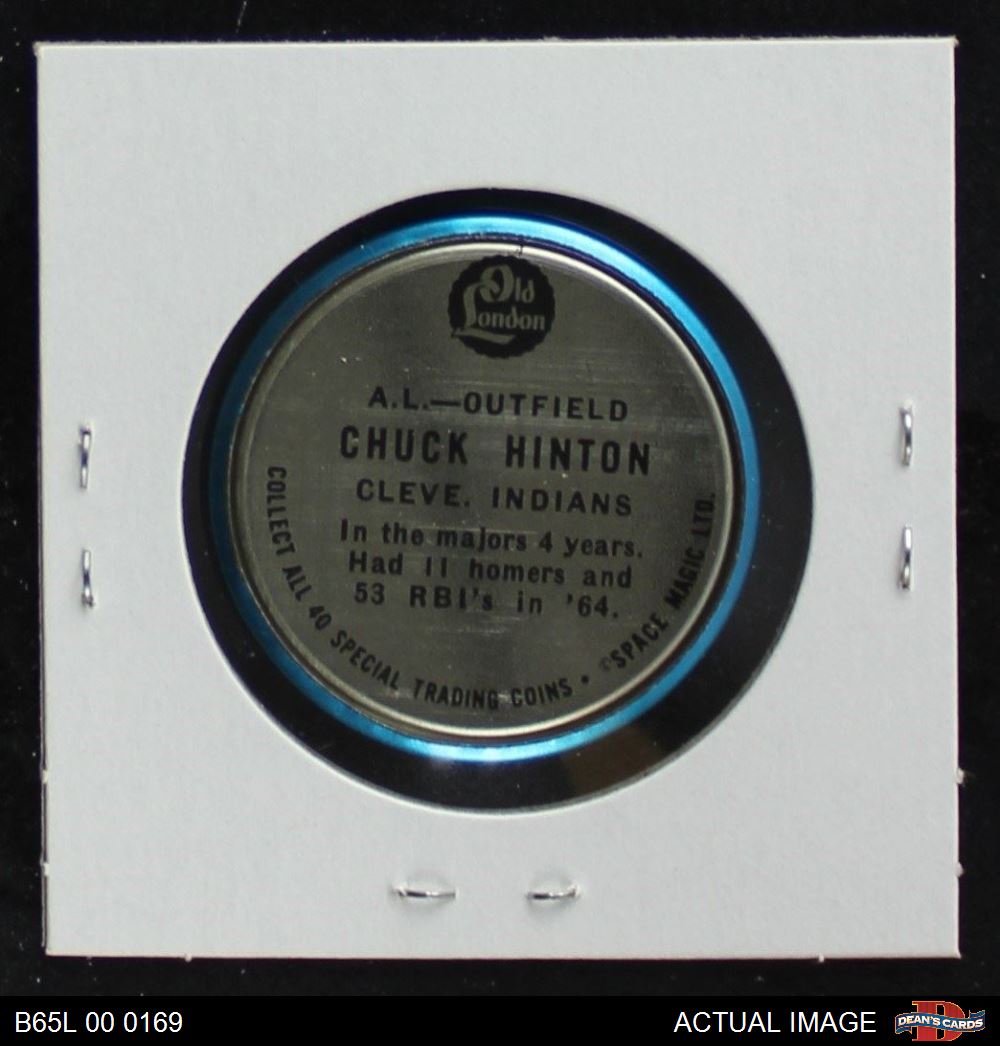 Old
London
A.L.—OUTFIELD
CHUCK HINTON
CLEVE. INDIANS
In the majors 4 years.
Had 11 homers and
53 RBI's in '64.
COLLECT ALL 40 SPECIAL TRADING COINS • ©SPACE MAGIC LTD.
B65L 00 0169
ACTUAL IMAGE
DEAN'S CARDS